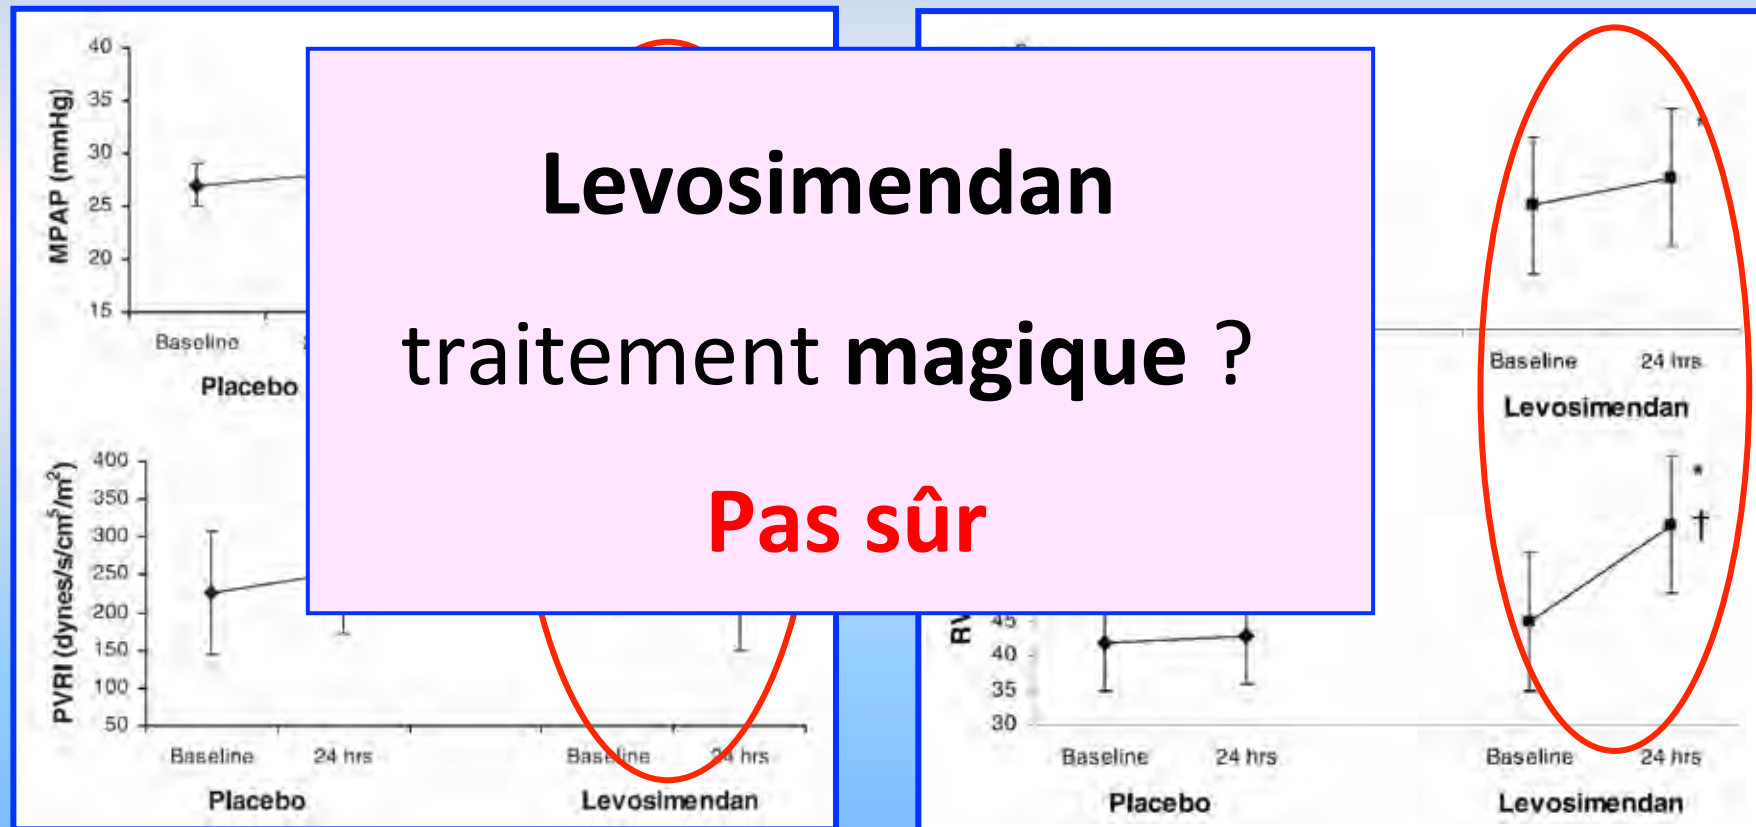 40
35
30
25
20
15
MPAP (mmHg)
Baseline
Placebo
400
350
300
250
200
150
100
50
PVRI (dynes/s/cm⁵/m²)
Baseline 24 hrs Baseline 24 hrs
Placebo Levosimendan
Levosimendan
traitement magique ?
Pas sûr
*
Baseline 24 hrs
Levosimendan
*
†
45
40
35
30
Baseline 24 hrs Baseline 24 hrs
Placebo Levosimendan